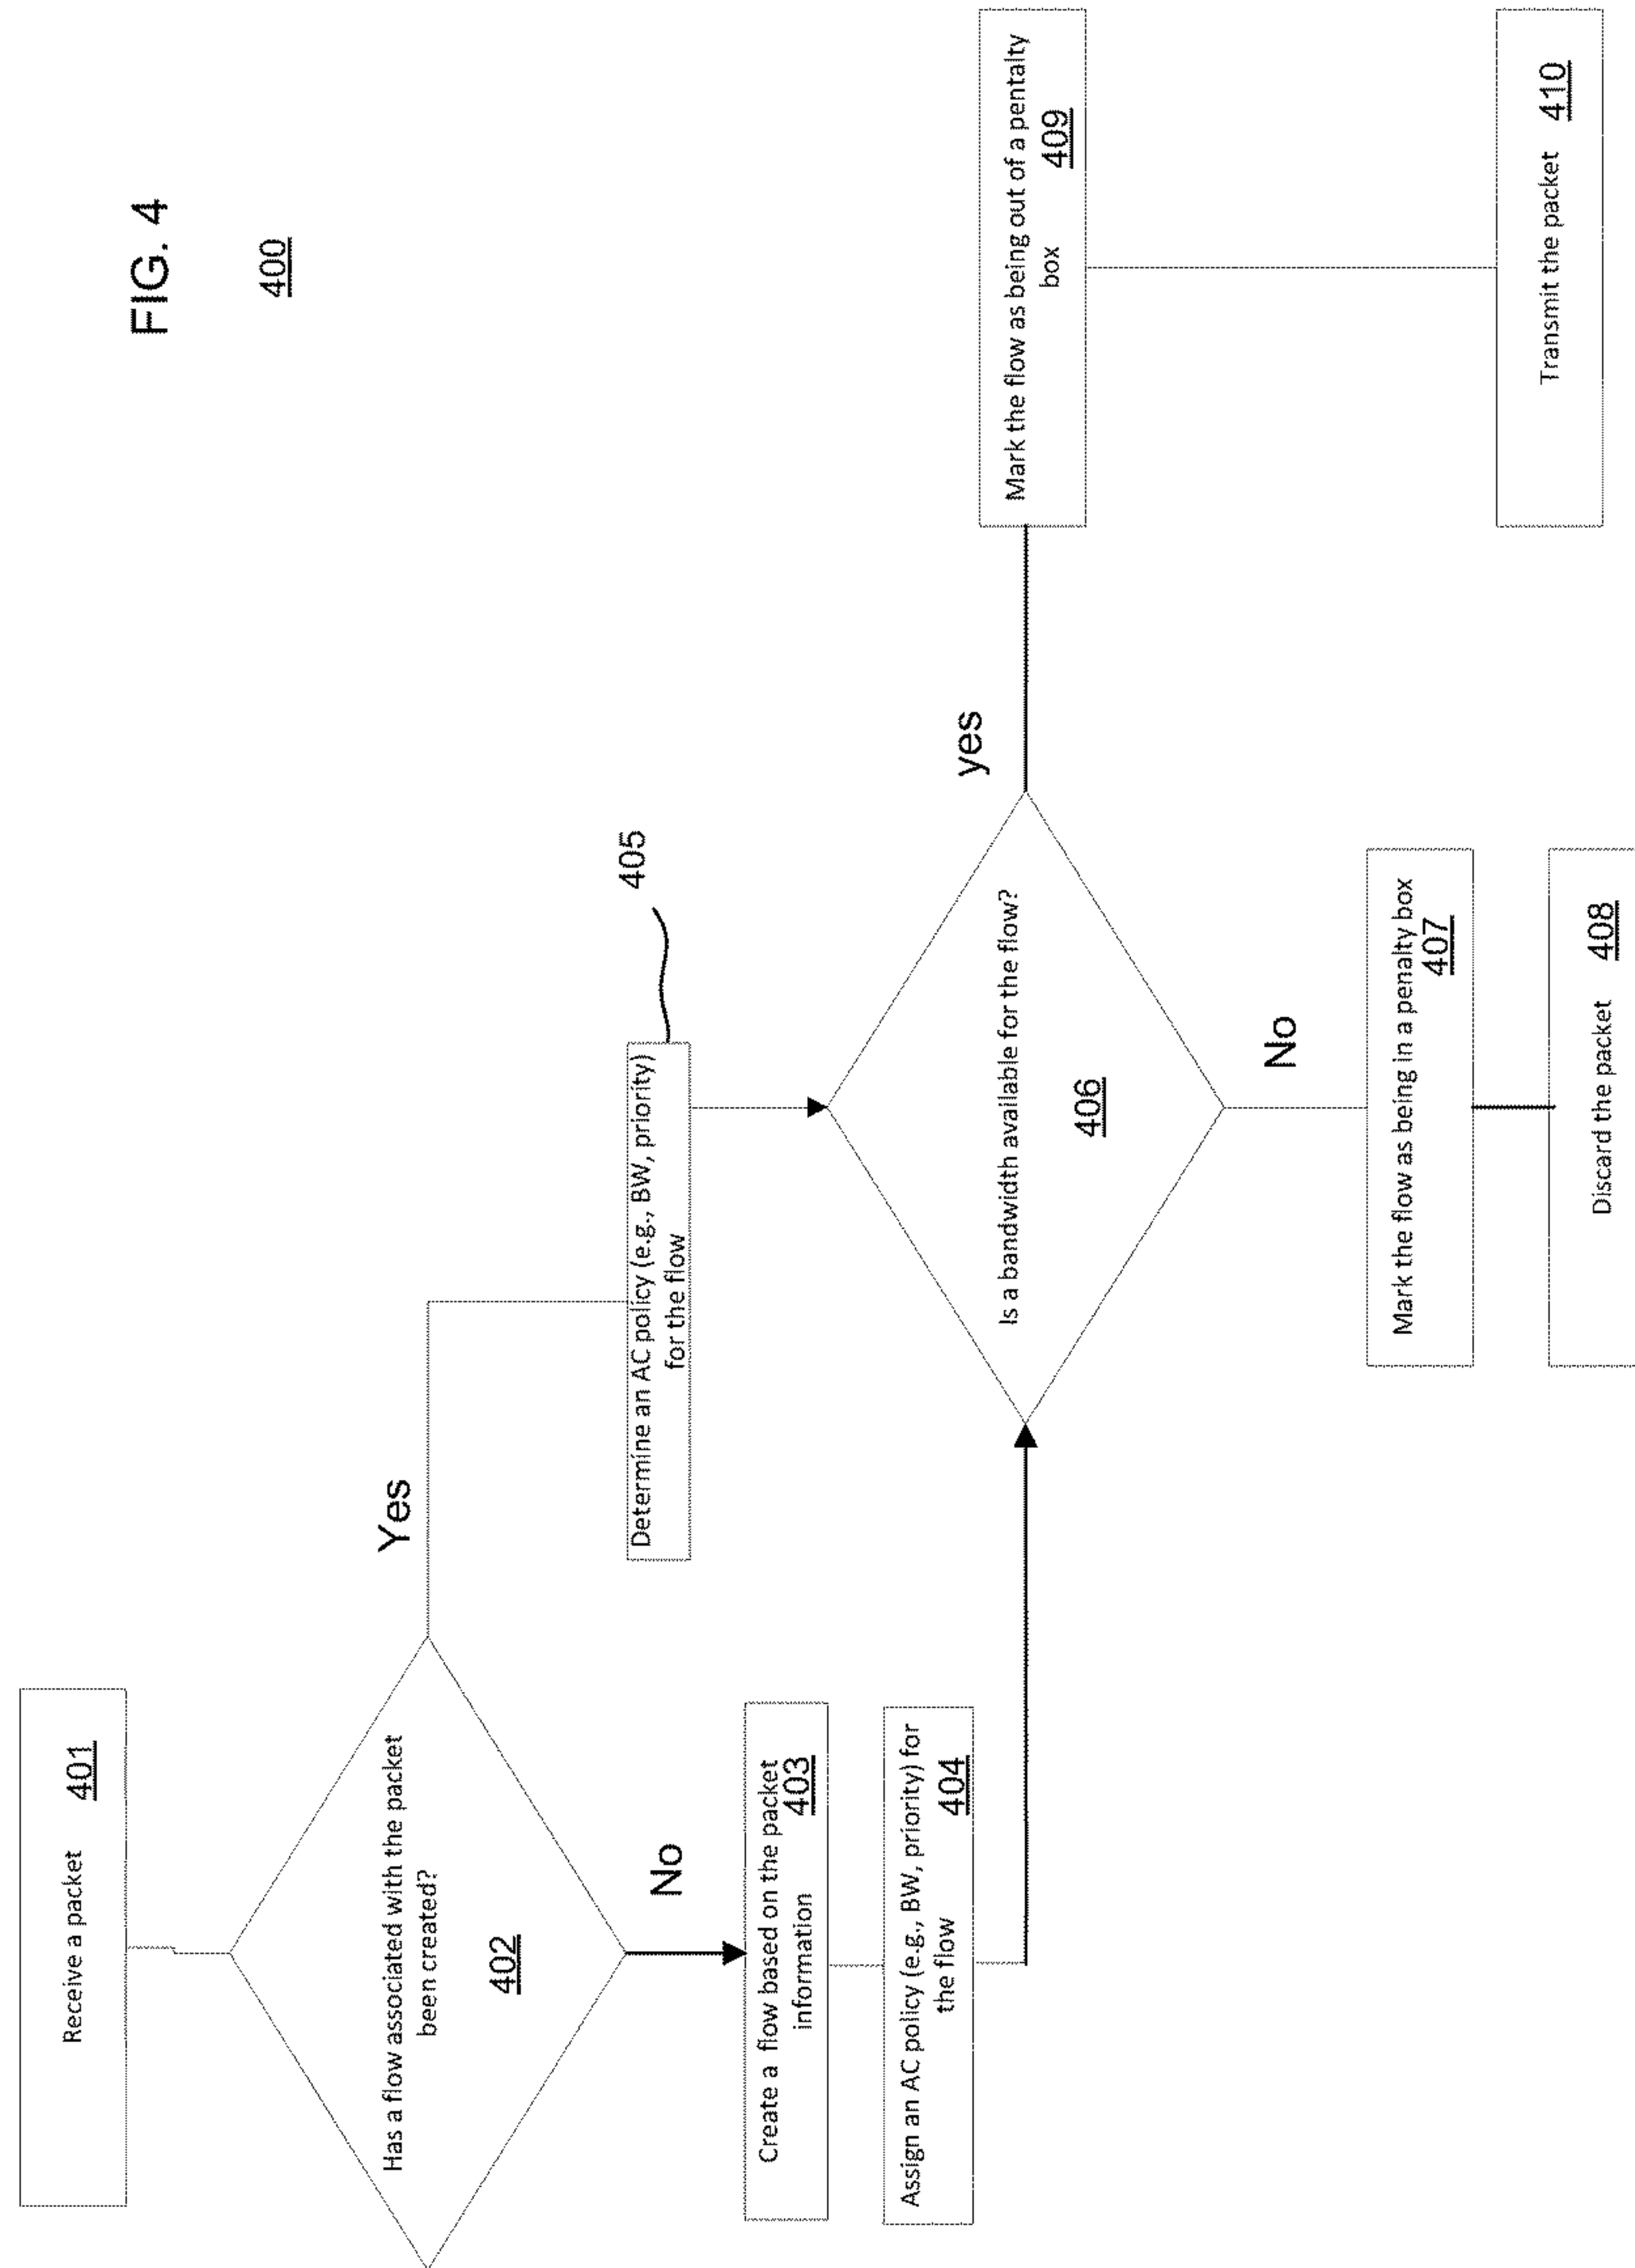 FIG. 4
400
Receive a packet
401
Has a flow associated with the packet
been created?
402
Yes
No
Create a flow based on the packet
information
403
Assign an AC policy (e.g., BW, priority) for
the flow
404
Determine an AC policy (e.g., BW, priority)
for the flow
405
Is a bandwidth available for the flow?
406
yes
No
Mark the flow as being in a penalty box
407
Discard the packet
408
Mark the flow as being out of a pentalty
box
409
Transmit the packet
410